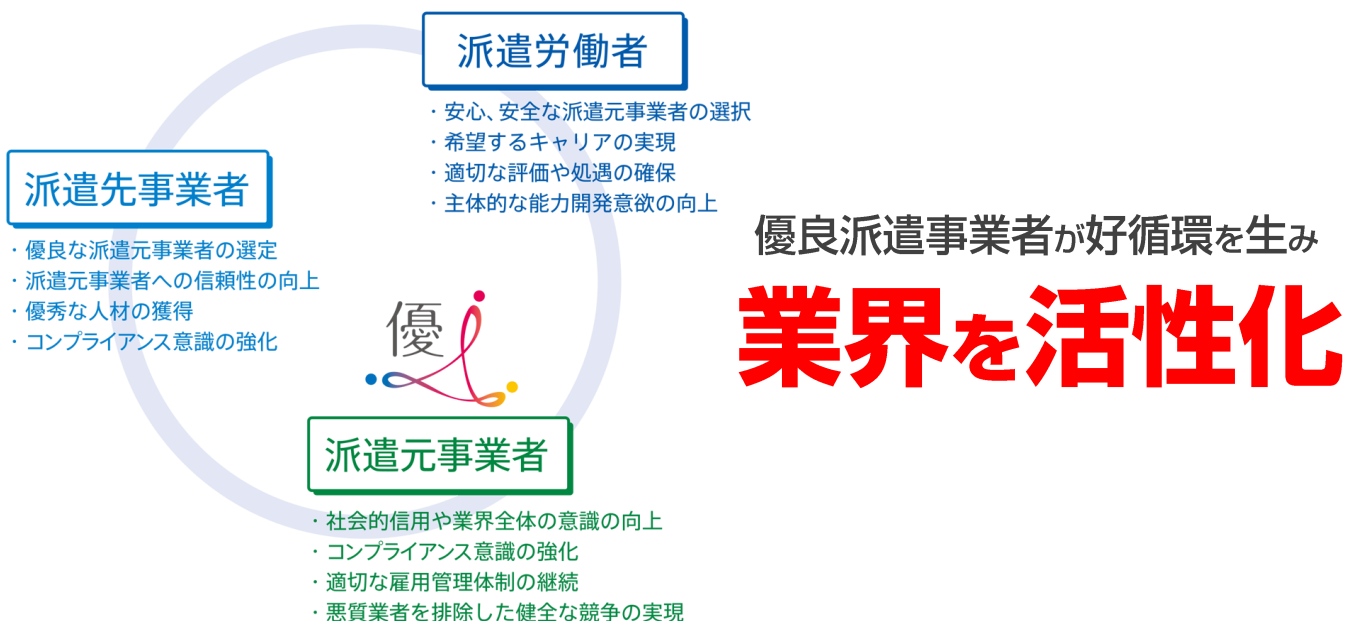 派遣労働者
・安心、安全な派遣元事業者の選択
・希望するキャリアの実現
・適切な評価や処遇の確保
・主体的な能力開発意欲の向上
派遣先事業者
・優良な派遣元事業者の選定
・派遣元事業者への信頼性の向上
・優秀な人材の獲得
・コンプライアンス意識の強化
優
派遣元事業者
・社会的信用や業界全体の意識の向上
・コンプライアンス意識の強化
・適切な雇用管理体制の継続
・悪質業者を排除した健全な競争の実現
優良派遣事業者が好循環を生み
業界を活性化